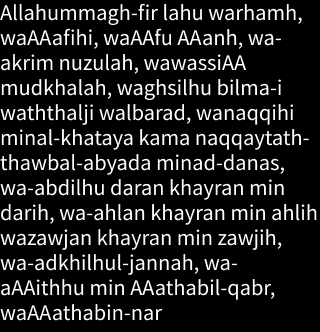 Allahummagh-fir lahu warhamh,
waAAafihi, waAAfu AAanh, wa-
akrim nuzulah, wawassiAA
mudkhalah, waghsilhu bilma-i
waththalji walbarad, wanaqqihi
minal-khataya kama naqqaytath-
thawbal-abyada minad-danas,
wa-abdilhu daran khayran min
darih, wa-ahlan khayran min ahlih
wazawjan khayran min zawjih,
wa-adkhilhul-jannah, wa-
aAAithhu min AAathabil-qabr,
waAAathabin-nar